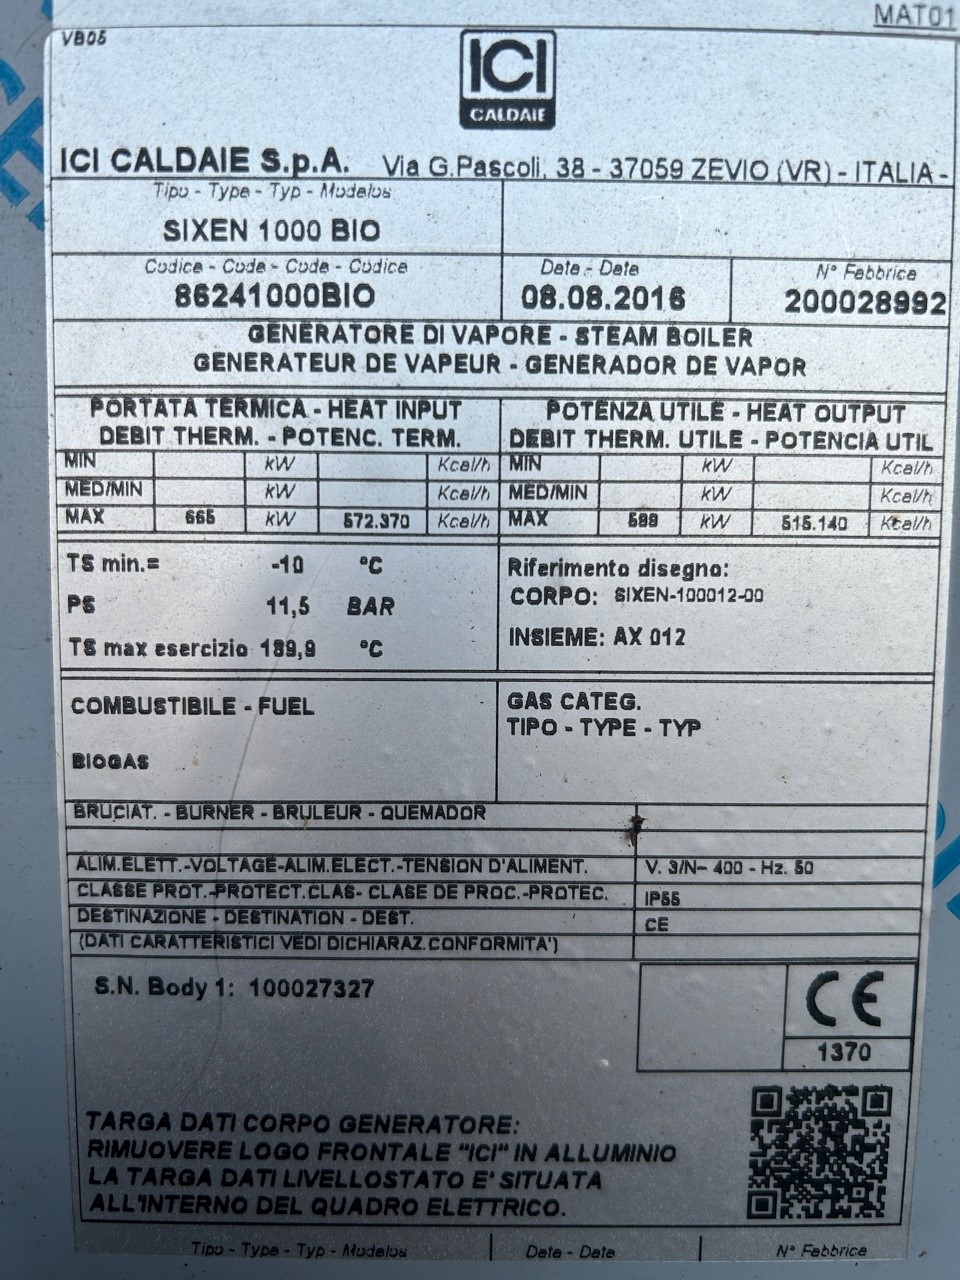 MAT01
VB05
ICI
CALDAIE
ICI CALDAIE S.p.A. Via G.Pascoli, 38 - 37059 ZEVIO (VR) - ITALIA -
Tipo - Type - Typ - Modelos
SIXEN 1000 BIO
Codice - Code - Code - Códice Data - Date N° Fabbrica
86241000BIO 08.08.2016 200028992
GENERATORE DI VAPORE - STEAM BOILER
GENERATEUR DE VAPEUR - GENERADOR DE VAPOR
PORTATA TERMICA - HEAT INPUT POTENZA UTILE - HEAT OUTPUT
DEBIT THERM. - POTENC. TERM. DEBIT THERM. UTILE - POTENCIA UTIL
MIN kW Kcal/h MIN kW Kcal/h
MED/MIN kW Kcal/h MED/MIN kW Kcal/h
MAX 665 kW 572.370 Kcal/h MAX 599 kW 515.140 Kcal/h
TS min.= -10 °C Riferimento disegno:
PS 11,5 BAR CORPO: SIXEN-100012-00
TS max esercizio 189,9 °C INSIEME: AX 012
COMBUSTIBILE - FUEL GAS CATEG.
TIPO - TYPE - TYP
BIOGAS
BRUCIAT. - BURNER - BRULEUR - QUEMADOR
ALIM.ELETT.-VOLTAGE-ALIM.ELECT.-TENSION D'ALIMENT. V. 3/N~ 400 - Hz. 50
CLASSE PROT.-PROTECT.CLAS- CLASE DE PROC.-PROTEC. IP55
DESTINAZIONE - DESTINATION - DEST. CE
(DATI CARATTERISTICI VEDI DICHIARAZ.CONFORMITA')
S.N. Body 1: 100027327
CE
1370
TARGA DATI CORPO GENERATORE:
RIMUOVERE LOGO FRONTALE "ICI" IN ALLUMINIO
LA TARGA DATI LIVELLOSTATO E' SITUATA
ALL'INTERNO DEL QUADRO ELETTRICO.
Tipo - Type - Typ - Modelos Data - Date N° Fabbrica